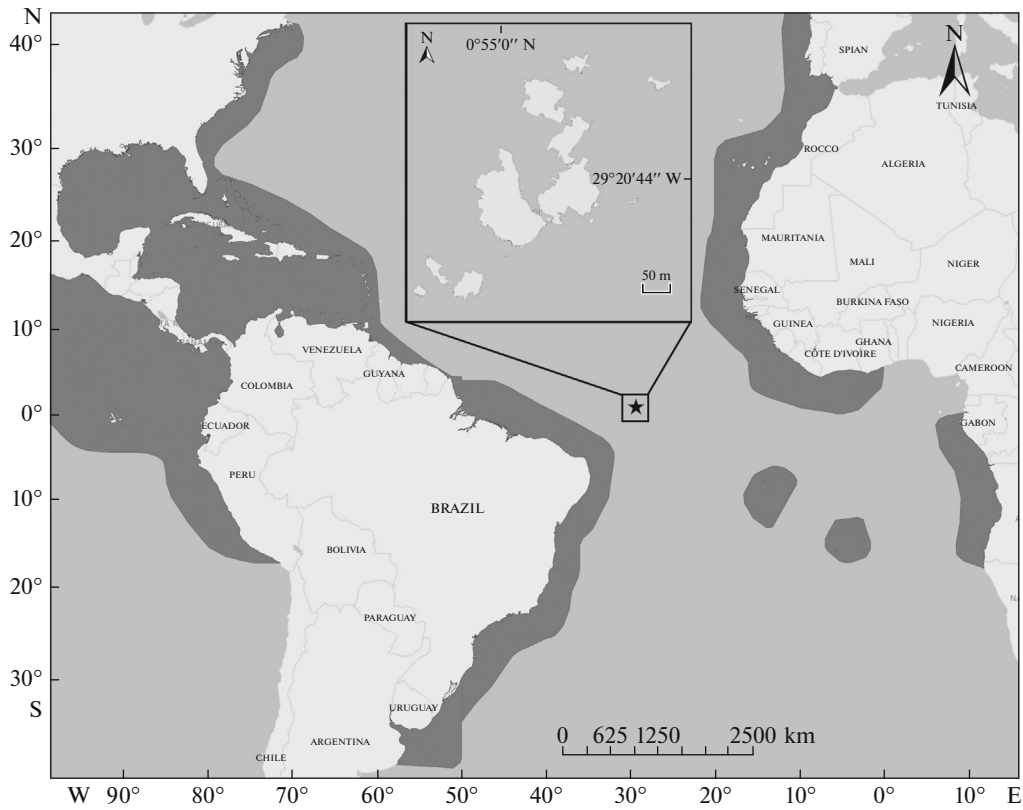 N
40°
30°
20°
10°
0°
10°
20°
30°
S
N
0°55′0′′ N
29°20′44′′ W
50 m
N
SPIAN
TUNISIA
ROCCO
ALGERIA
MAURITANIA
MALI
NIGER
SENEGAL
BURKINA FASO
GUINEA
NIGERIA
GHANA
CÔTE D'IVOIRE
CAMEROON
GABON
VENEZUELA
GUYANA
COLOMBIA
ECUADOR
PERU
BRAZIL
BOLIVIA
PARAGUAY
URUGUAY
ARGENTINA
CHILE
0 625 1250 2500 km
W 90° 80° 70° 60° 50° 40° 30° 20° 10° 0° 10° E